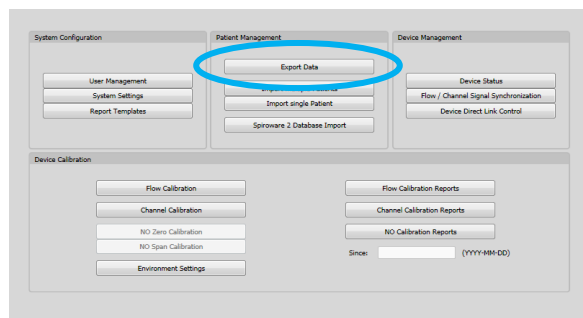 System Configuration
User Management
System Settings
Report Templates
Patient Management
Export Data
Import single Patient
Spiroware 2 Database Import
Device Management
Device Status
Flow / Channel Signal Synchronization
Device Direct Link Control
Device Calibration
Flow Calibration
Channel Calibration
NO Zero Calibration
NO Span Calibration
Environment Settings
Flow Calibration Reports
Channel Calibration Reports
NO Calibration Reports
Since: (YYYY-MM-DD)